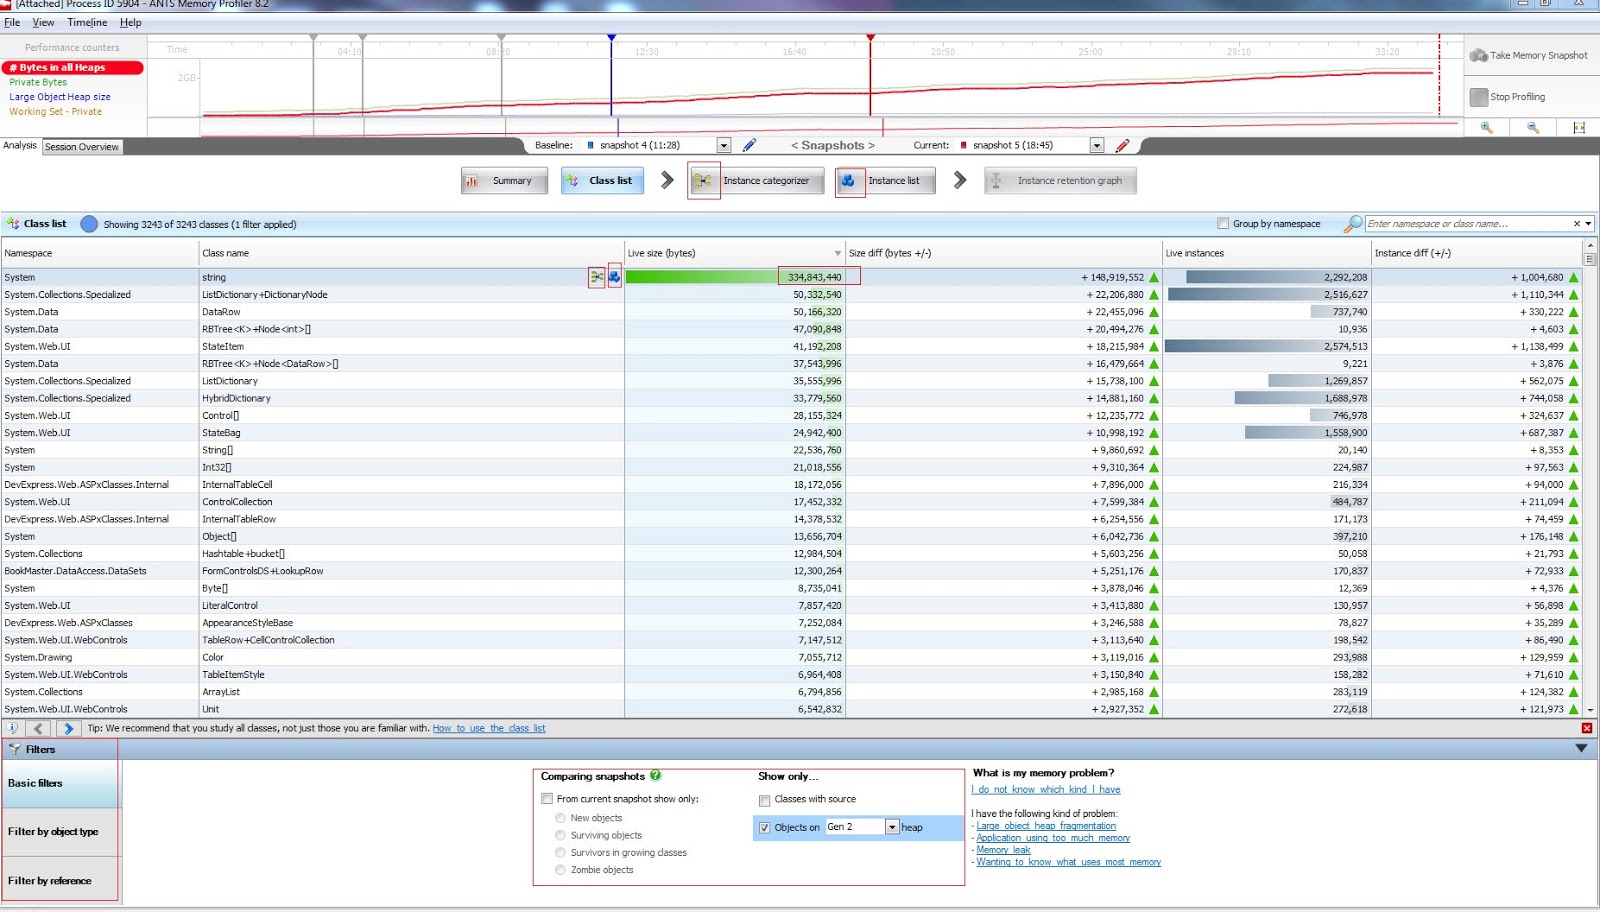 [Attached] Process ID 5904 - ANTS Memory Profiler 8.2
File View Timeline Help
Performance counters
# Bytes in all Heaps
Private Bytes
Large Object Heap size
Working Set - Private
Time 04:10 08:20 12:30 16:40 20:50 25:00 29:10 33:20
2GB
Take Memory Snapshot
Stop Profiling
Analysis Session Overview Baseline: snapshot 4 (11:28) < Snapshots > Current: snapshot 5 (18:45)
Summary Class list Instance categorizer Instance list Instance retention graph
Class list Showing 3243 of 3243 classes (1 filter applied) Group by namespace Enter namespace or class name...
Namespace Class name Live size (bytes) Size diff (bytes +/-) Live instances Instance diff (+/-)
System string 334,843,440 + 148,919,552 2,292,208 + 1,004,680
System.Collections.Specialized ListDictionary+DictionaryNode 50,332,540 + 22,206,880 2,516,627 + 1,110,344
System.Data DataRow 50,166,320 + 22,455,096 737,740 + 330,222
System.Data RBTree<K>+Node<int>[] 47,090,848 + 20,494,276 10,936 + 4,603
System.Web.UI StateItem 41,192,208 + 18,215,984 2,574,513 + 1,138,499
System.Data RBTree<K>+Node<DataRow>[] 37,543,996 + 16,479,664 9,221 + 3,876
System.Collections.Specialized ListDictionary 35,555,996 + 15,738,100 1,269,857 + 562,075
System.Collections.Specialized HybridDictionary 33,779,560 + 14,881,160 1,688,978 + 744,058
System.Web.UI Control[] 28,155,324 + 12,235,772 746,978 + 324,637
System.Web.UI StateBag 24,942,400 + 10,998,192 1,558,900 + 687,387
System String[] 22,536,760 + 9,860,692 20,140 + 8,353
System Int32[] 21,018,556 + 9,310,364 224,987 + 97,563
DevExpress.Web.ASPxClasses.Internal InternalTableCell 18,172,056 + 7,896,000 216,334 + 94,000
System.Web.UI ControlCollection 17,452,332 + 7,599,384 484,787 + 211,094
DevExpress.Web.ASPxClasses.Internal InternalTableRow 14,378,532 + 6,254,556 171,173 + 74,459
System Object[] 13,656,704 + 6,042,736 397,210 + 176,148
System.Collections Hashtable+bucket[] 12,984,504 + 5,603,256 50,058 + 21,793
BookMaster.DataAccess.DataSets FormControlsDS+LookupRow 12,300,264 + 5,251,176 170,837 + 72,933
System Byte[] 8,735,041 + 3,878,046 12,369 + 4,376
System.Web.UI LiteralControl 7,857,420 + 3,413,880 130,957 + 56,898
DevExpress.Web.ASPxClasses AppearanceStyleBase 7,252,084 + 3,246,588 78,827 + 35,289
System.Web.UI.WebControls TableRow+CellControlCollection 7,147,512 + 3,113,640 198,542 + 86,490
System.Drawing Color 7,055,712 + 3,119,016 293,988 + 129,959
System.Web.UI.WebControls TableItemStyle 6,964,408 + 3,150,840 158,282 + 71,610
System.Collections ArrayList 6,794,856 + 2,985,168 283,119 + 124,382
System.Web.UI.WebControls Unit 6,542,832 + 2,927,352 272,618 + 121,973
Tip: We recommend that you study all classes, not just those you are familiar with. How to use the class list
Filters
Basic filters
Filter by object type
Filter by reference
Comparing snapshots
From current snapshot show only:
New objects
Surviving objects
Survivors in growing classes
Zombie objects
Show only...
Classes with source
Objects on Gen 2 heap
What is my memory problem?
I do not know which kind I have
I have the following kind of problem:
- Large object heap fragmentation
- Application using too much memory
- Memory leak
- Wanting to know what uses most memory